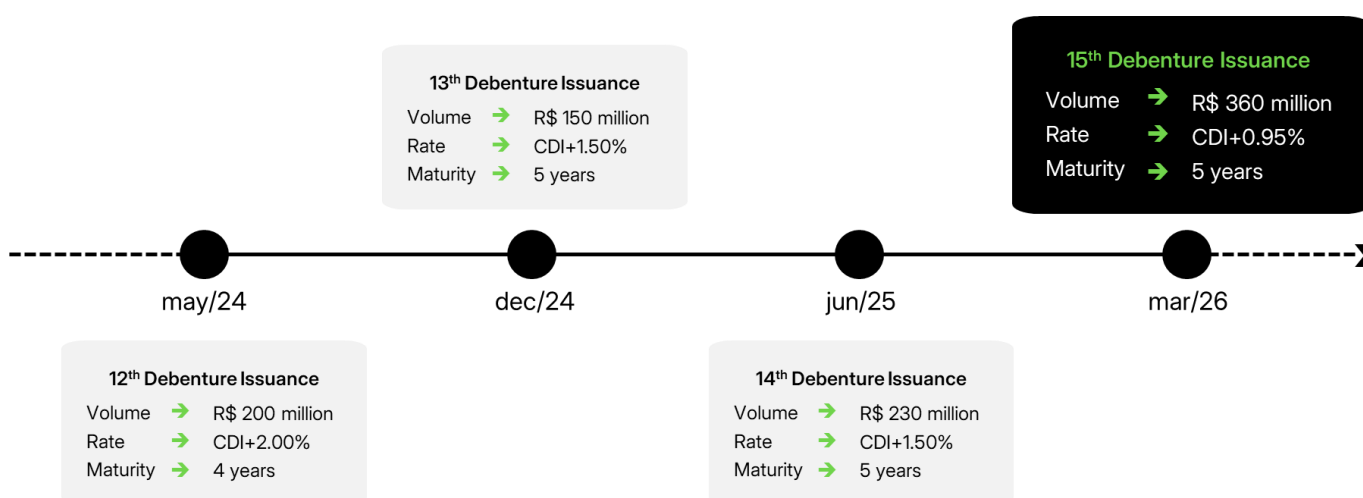 13th Debenture Issuance
Volume ➔ R$ 150 million
Rate ➔ CDI+1.50%
Maturity ➔ 5 years
15th Debenture Issuance
Volume ➔ R$ 360 million
Rate ➔ CDI+0.95%
Maturity ➔ 5 years
may/24
dec/24
jun/25
mar/26
12th Debenture Issuance
Volume ➔ R$ 200 million
Rate ➔ CDI+2.00%
Maturity ➔ 4 years
14th Debenture Issuance
Volume ➔ R$ 230 million
Rate ➔ CDI+1.50%
Maturity ➔ 5 years